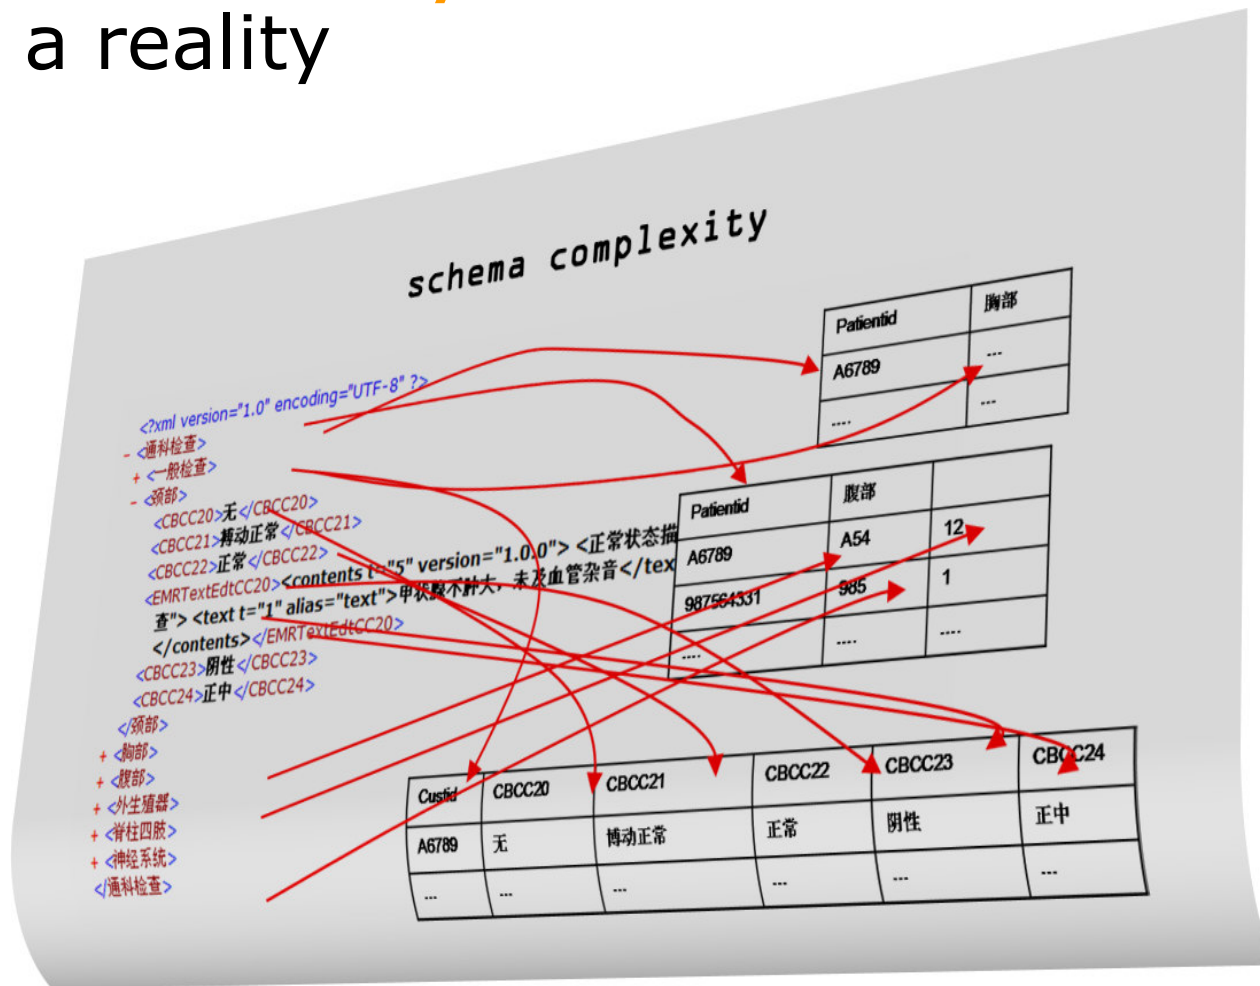 a reality
schema complexity
<?xml version="1.0" encoding="UTF-8" ?>
- <通科检查>
+ <一般检查>
- <颈部>
<CBCC20>无</CBCC20>
<CBCC21>搏动正常</CBCC21>
<CBCC22>正常</CBCC22>
<EMRTextEdtCC20><contents t="5" version="1.0.0"> <正常状态描
查"> <text t="1" alias="text">甲状腺不肿大，未及血管杂音</tex
</contents></EMRTextEdtCC20>
<CBCC23>阴性</CBCC23>
<CBCC24>正中</CBCC24>
</颈部>
+ <胸部>
+ <腹部>
+ <外生殖器>
+ <脊柱四肢>
+ <神经系统>
</通科检查>
Patientid 胸部
A6789 ...
.... ...
Patientid 腹部
A6789 A54 12
987564331 985 1
.... .... ....
Custid CBCC20 CBCC21 CBCC22 CBCC23 CBCC24
A6789 无 博动正常 正常 阴性 正中
... ... ... ... ... ...